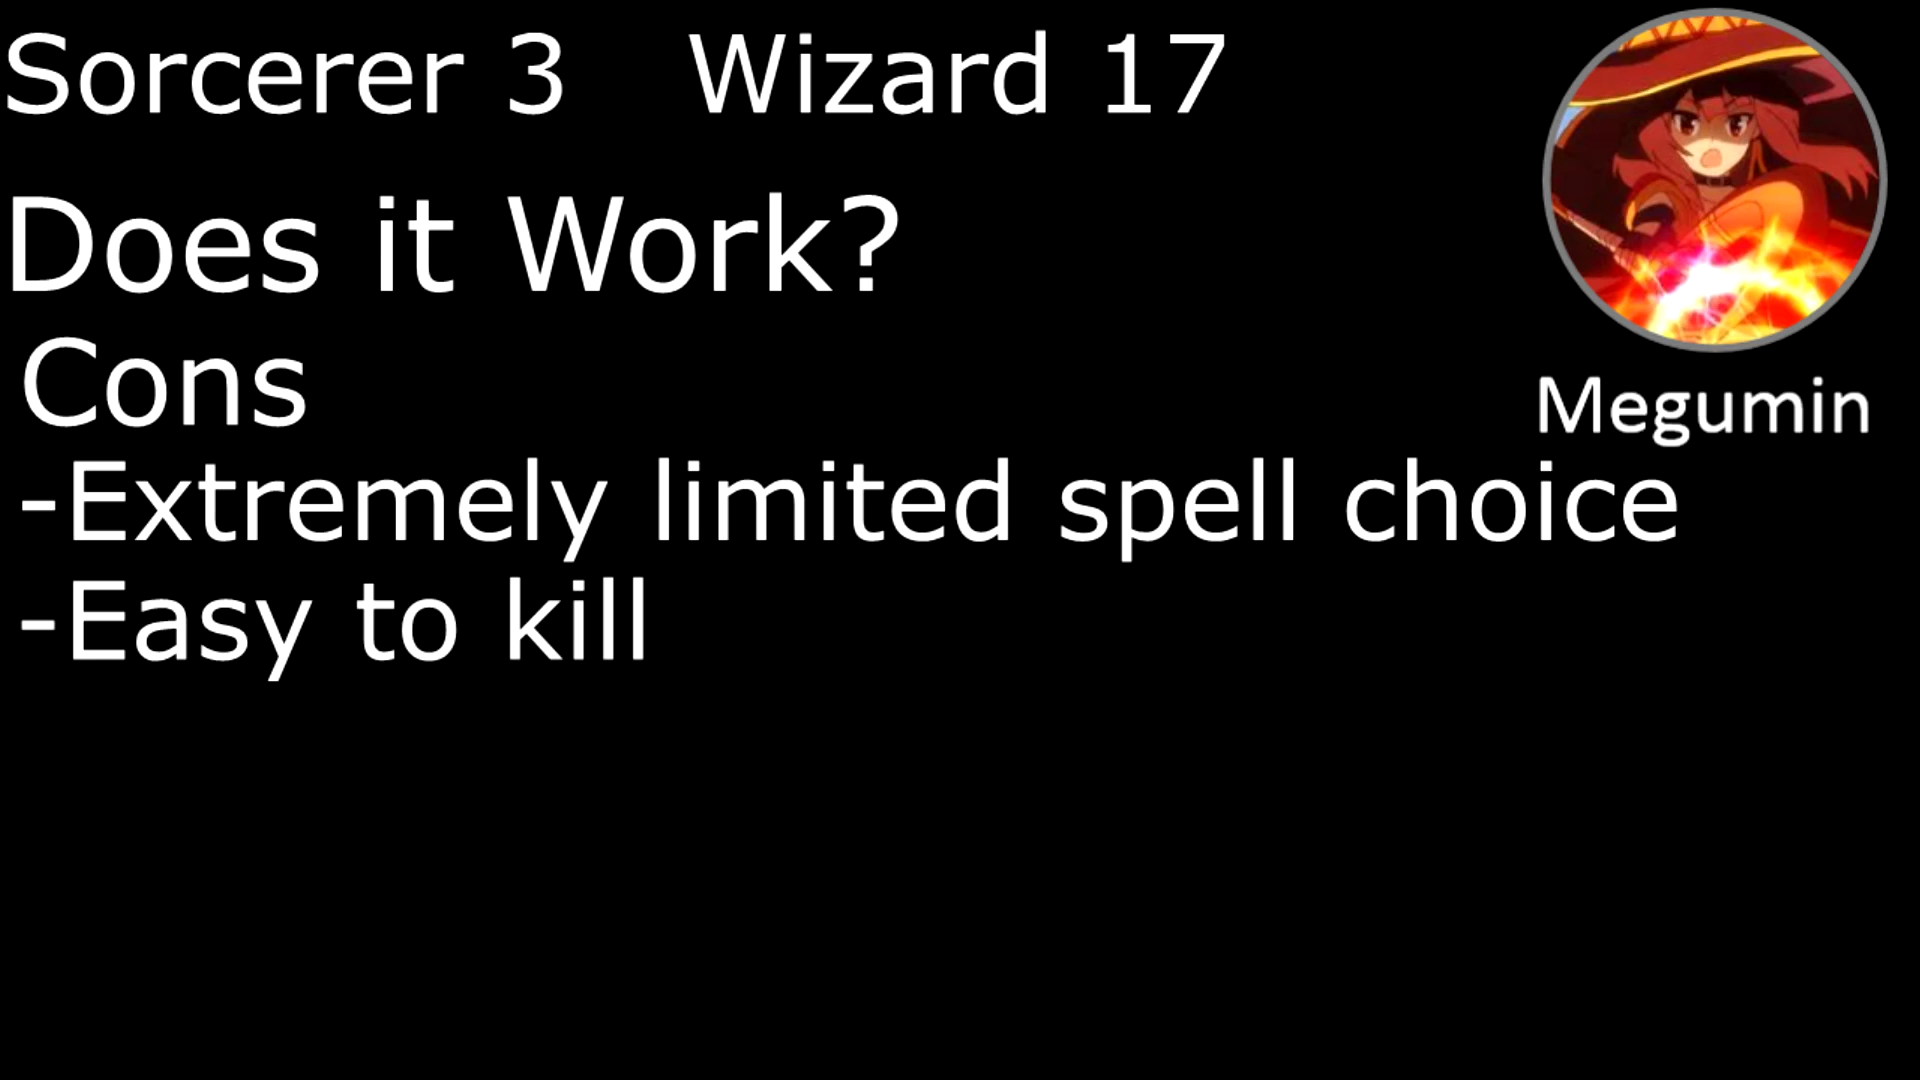 Sorcerer 3 Wizard 17
Does it Work?
Cons
Megumin
-Extremely limited spell choice
-Easy to kill